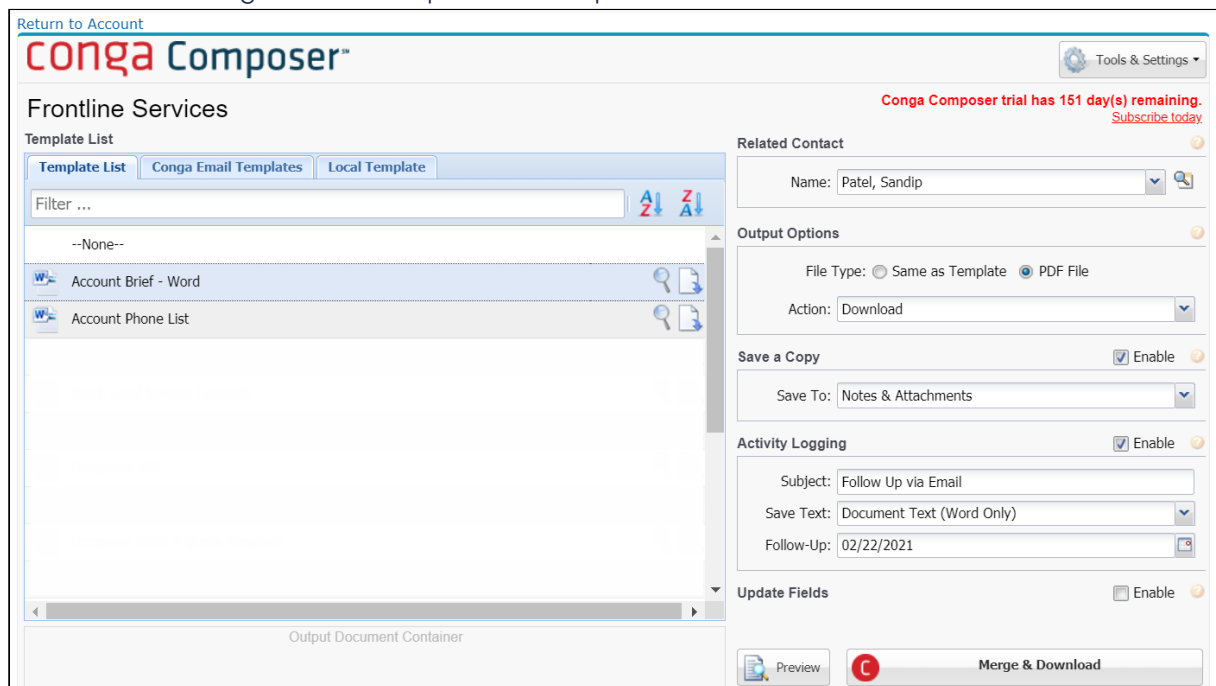 Return to Account
conga Composer℠
Tools & Settings
Frontline Services
Conga Composer trial has 151 day(s) remaining.
Subscribe today
Template List
Template List
Conga Email Templates
Local Template
Filter ...
A Z
Z A
--None--
Account Brief - Word
Account Phone List
Output Document Container
Related Contact
Name: Patel, Sandip
Output Options
File Type: Same as Template PDF File
Action: Download
Save a Copy Enable
Save To: Notes & Attachments
Activity Logging Enable
Subject: Follow Up via Email
Save Text: Document Text (Word Only)
Follow-Up: 02/22/2021
Update Fields Enable
Preview
C Merge & Download